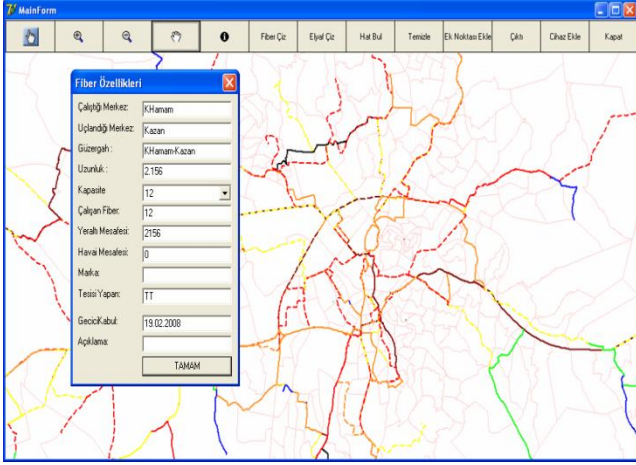 MainForm
Fiber Çiz
Elyaf Çiz
Hat Bul
Temizle
Ek Noktası Ekle
Çıktı
Cihaz Ekle
Kapat
Fiber Özellikleri
Çalıştığı Merkez: KHamam
Uçlandığı Merkez: Kazan
Güzergah : KHamam-Kazan
Uzunluk : 2.156
Kapasite 12
Çalışan Fiber: 12
Yeraltı Mesafesi: 2156
Havai Mesafesi: 0
Marka:
Tesisi Yapan: TT
GeciciKabul: 19.02.2008
Açıklama:
TAMAM